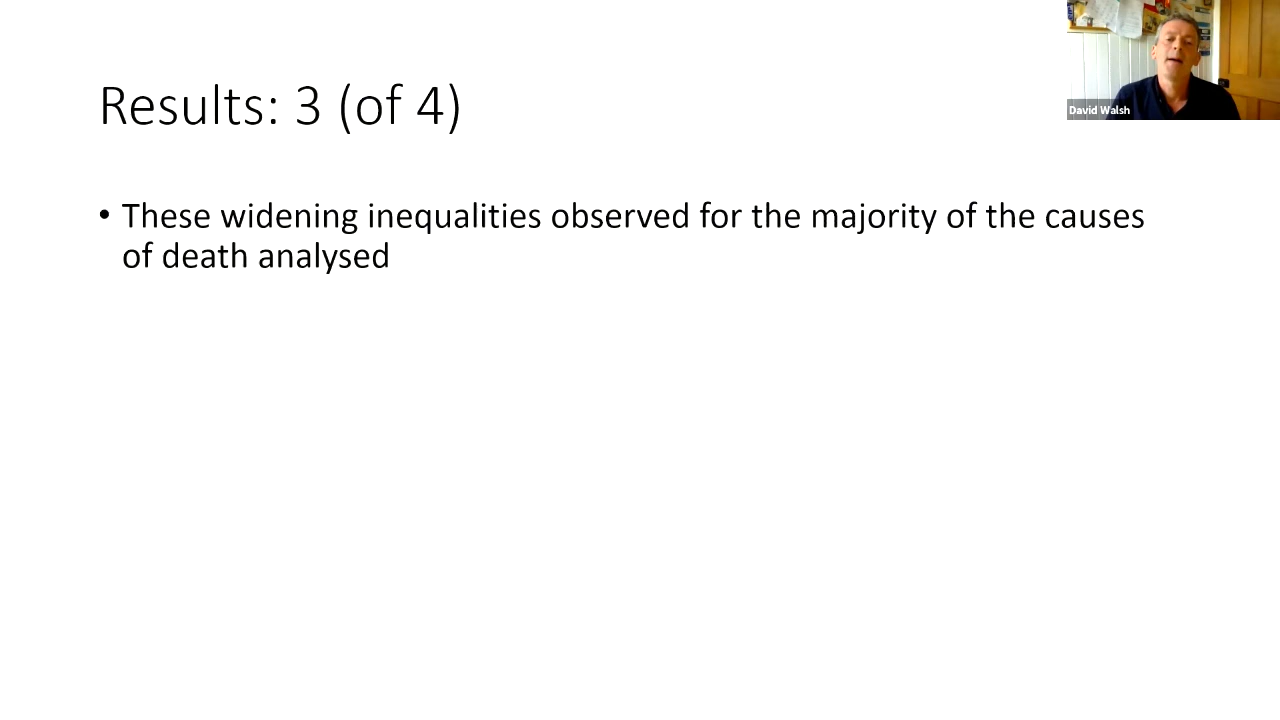 Results: 3 (of 4)
David Walsh
• These widening inequalities observed for the majority of the causes
of death analysed